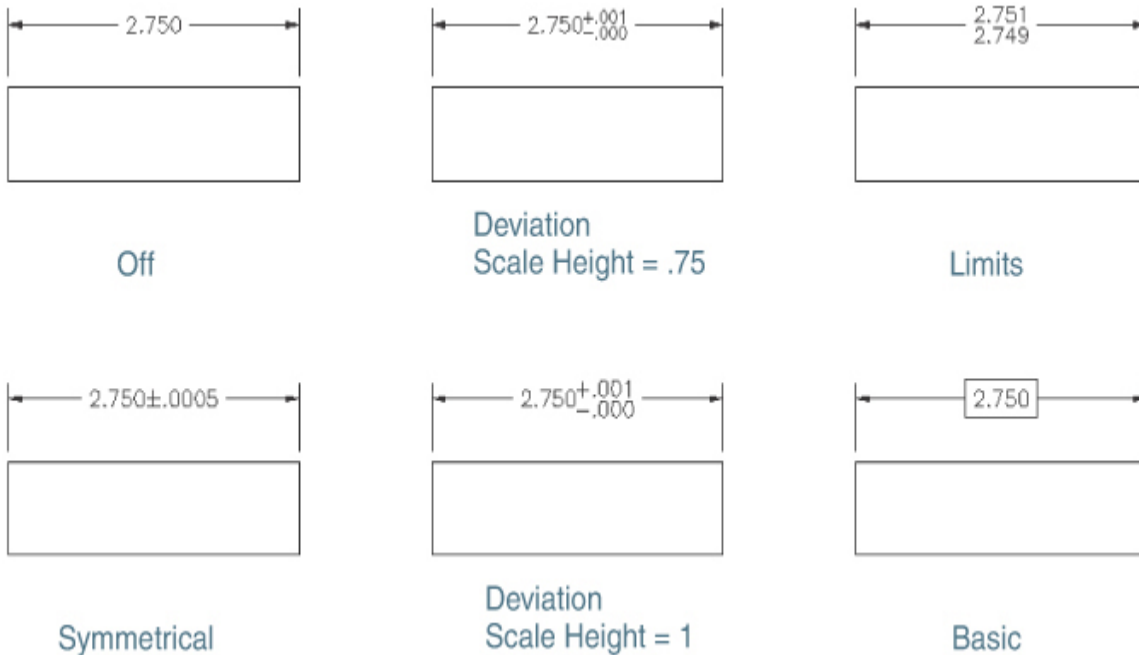 2.750
2.750+.001
-.000
2.751
2.749
Off
Deviation
Scale Height = .75
Limits
2.750±.0005
2.750+.001
-.000
2.750
Symmetrical
Deviation
Scale Height = 1
Basic